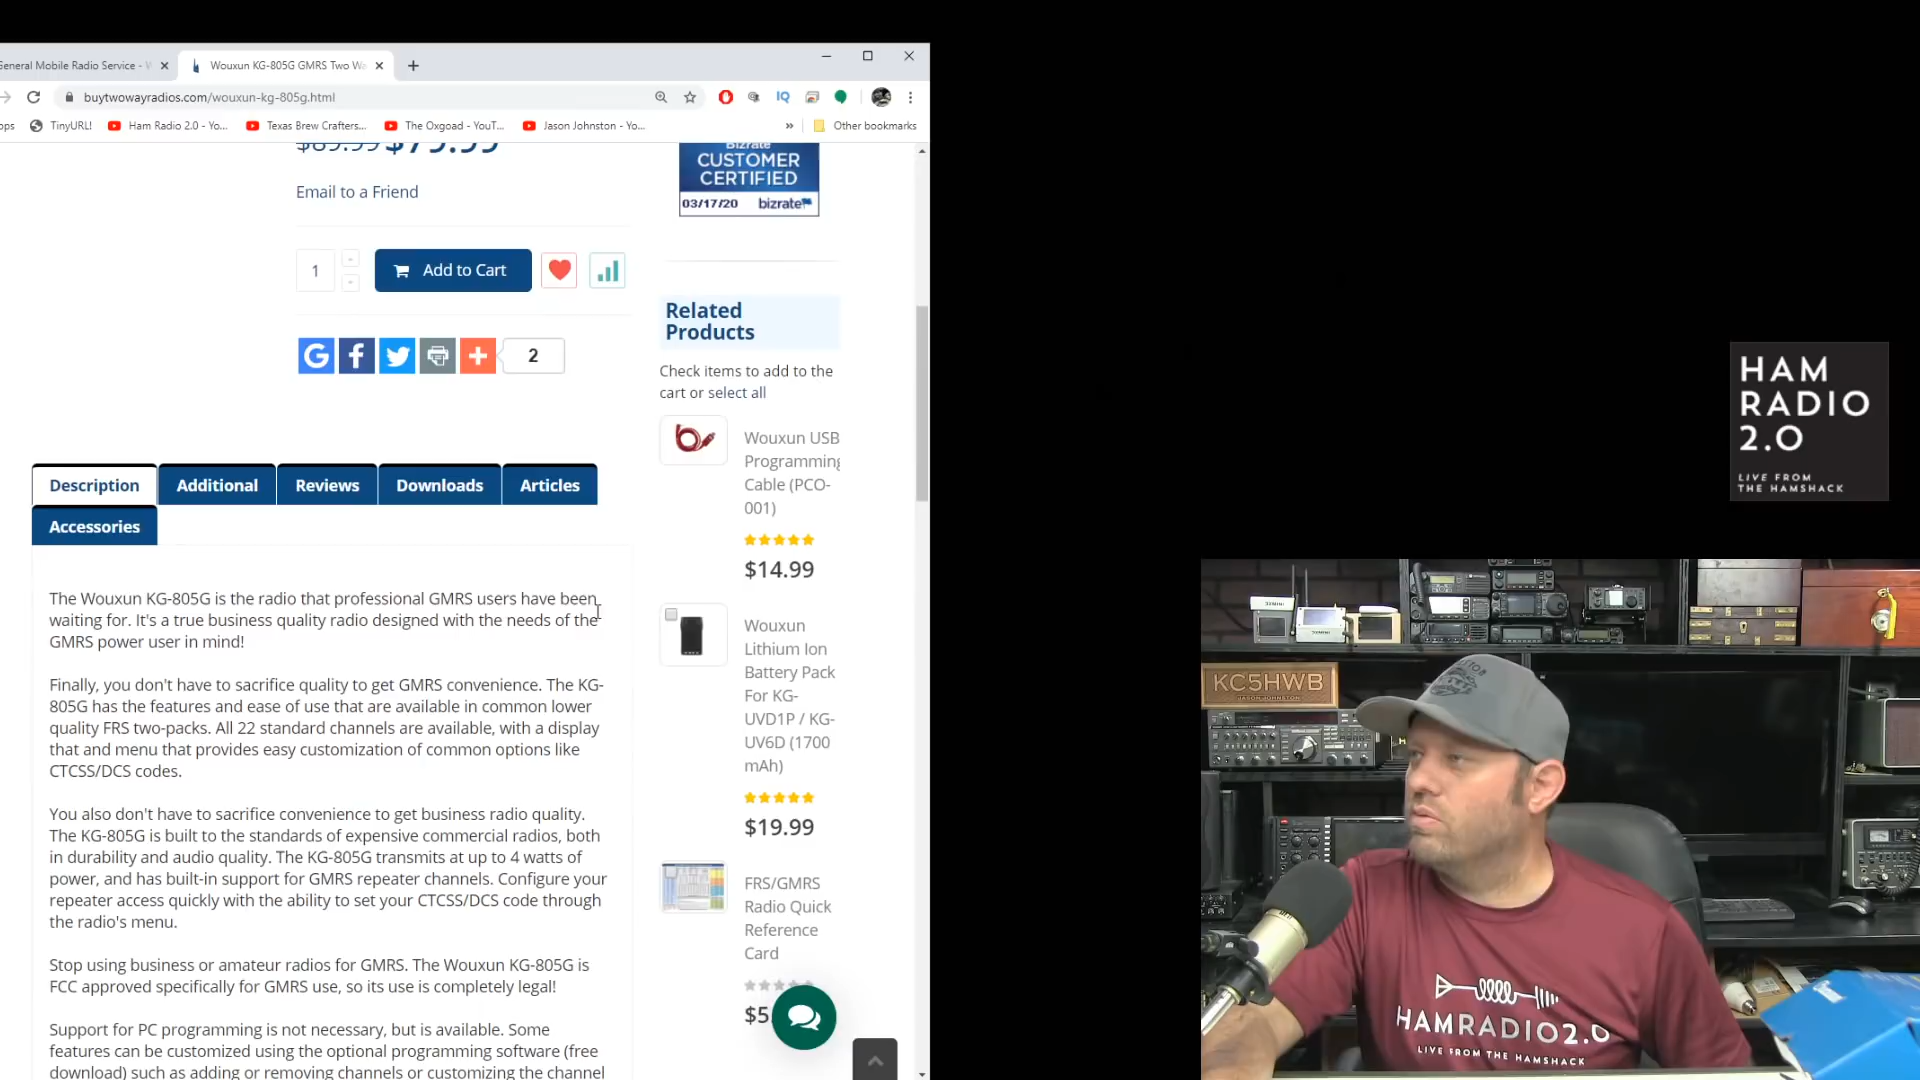 General Mobile Radio Service - W
Wouxun KG-805G GMRS Two Wa
buytwowayradios.com/wouxun-kg-805g.html
IQ
TinyURL!
Ham Radio 2.0 - Yo...
Texas Brew Crafters...
The Oxgoad - YouT...
Jason Johnston - Yo...
»
Other bookmarks
$89.99 $79.99
Email to a Friend
1
Add to Cart
2
Bizrate
CUSTOMER
CERTIFIED
03/17/20 bizrate
Related
Products
Check items to add to the
cart or select all
Wouxun USB
Programming
Cable (PCO-
001)
$14.99
Wouxun
Lithium Ion
Battery Pack
For KG-
UVD1P / KG-
UV6D (1700
mAh)
$19.99
FRS/GMRS
Radio Quick
Reference
Card
Description
Additional
Reviews
Downloads
Articles
Accessories
The Wouxun KG-805G is the radio that professional GMRS users have been
waiting for. It's a true business quality radio designed with the needs of the
GMRS power user in mind!
Finally, you don't have to sacrifice quality to get GMRS convenience. The KG-
805G has the features and ease of use that are available in common lower
quality FRS two-packs. All 22 standard channels are available, with a display
that and menu that provides easy customization of common options like
CTCSS/DCS codes.
You also don't have to sacrifice convenience to get business radio quality.
The KG-805G is built to the standards of expensive commercial radios, both
in durability and audio quality. The KG-805G transmits at up to 4 watts of
power, and has built-in support for GMRS repeater channels. Configure your
repeater access quickly with the ability to set your CTCSS/DCS code through
the radio's menu.
Stop using business or amateur radios for GMRS. The Wouxun KG-805G is
FCC approved specifically for GMRS use, so its use is completely legal!
Support for PC programming is not necessary, but is available. Some
features can be customized using the optional programming software (free
download) such as adding or removing channels or customizing the channel
HAM
RADIO
2.0
LIVE FROM
THE HAMSHACK
KC5HWB
JASON JOHNSTON
HAMRADIO2.0
LIVE FROM THE HAMSHACK